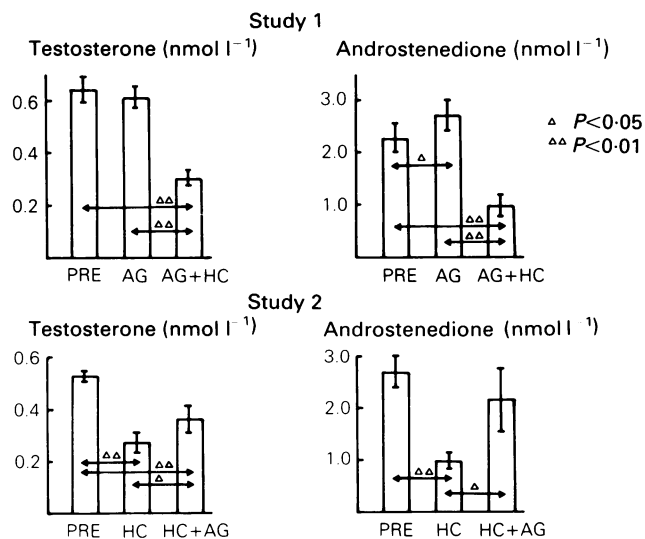 Study 1
Testosterone (nmol l⁻¹)
Androstenedione (nmol l⁻¹)
0.6
0.4
0.2
△△
△△
PRE AG AG+HC
3.0
2.0
1.0
△
△△
△△
PRE AG AG+HC
△ P<0·05
△△ P<0·01
Study 2
Testosterone (nmol l⁻¹)
Androstenedione (nmol l⁻¹)
0.6
0.4
0.2
△△
△△
△
PRE HC HC+AG
3.0
2.0
1.0
△△
△
PRE HC HC+AG